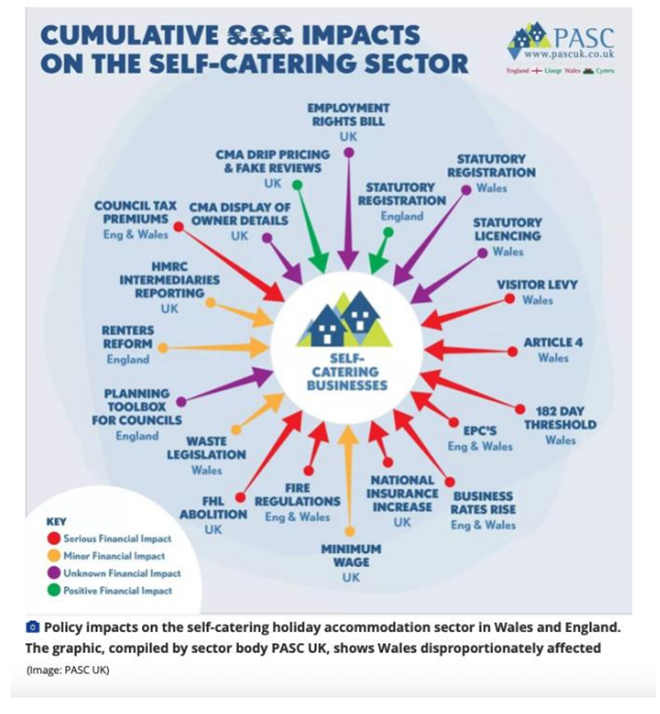 CUMULATIVE £££ IMPACTS
ON THE SELF-CATERING SECTOR
PASC
www.pascuk.co.uk
England Lloegr Wales Cymru
EMPLOYMENT
RIGHTS BILL
UK
CMA DRIP PRICING
& FAKE REVIEWS
UK
STATUTORY
REGISTRATION
England
STATUTORY
REGISTRATION
Wales
COUNCIL TAX
PREMIUMS
Eng & Wales
CMA DISPLAY OF
OWNER DETAILS
UK
STATUTORY
LICENCING
Wales
HMRC
INTERMEDIARIES
REPORTING
UK
VISITOR LEVY
Wales
RENTERS
REFORM
England
ARTICLE 4
Wales
SELF-
CATERING
BUSINESSES
PLANNING
TOOLBOX
FOR COUNCILS
England
182 DAY
THRESHOLD
Wales
EPC'S
Eng & Wales
WASTE
LEGISLATION
Wales
FHL
ABOLITION
UK
FIRE
REGULATIONS
Eng & Wales
NATIONAL
INSURANCE
INCREASE
UK
BUSINESS
RATES RISE
Eng & Wales
MINIMUM
WAGE
UK
KEY
Serious Financial Impact
Minor Financial Impact
Unknown Financial Impact
Positive Financial Impact
Policy impacts on the self-catering holiday accommodation sector in Wales and England.
The graphic, compiled by sector body PASC UK, shows Wales disproportionately affected
(Image: PASC UK)